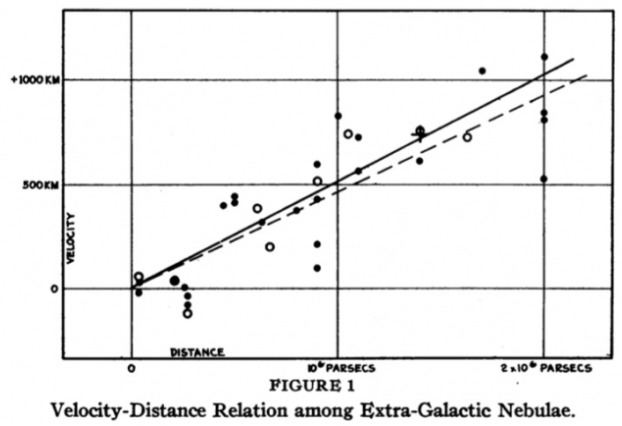 +1000 KM
500 KM
0
VELOCITY
DISTANCE
0
10⁶ PARSECS
2 x 10⁶ PARSECS
FIGURE 1
Velocity-Distance Relation among Extra-Galactic Nebulae.